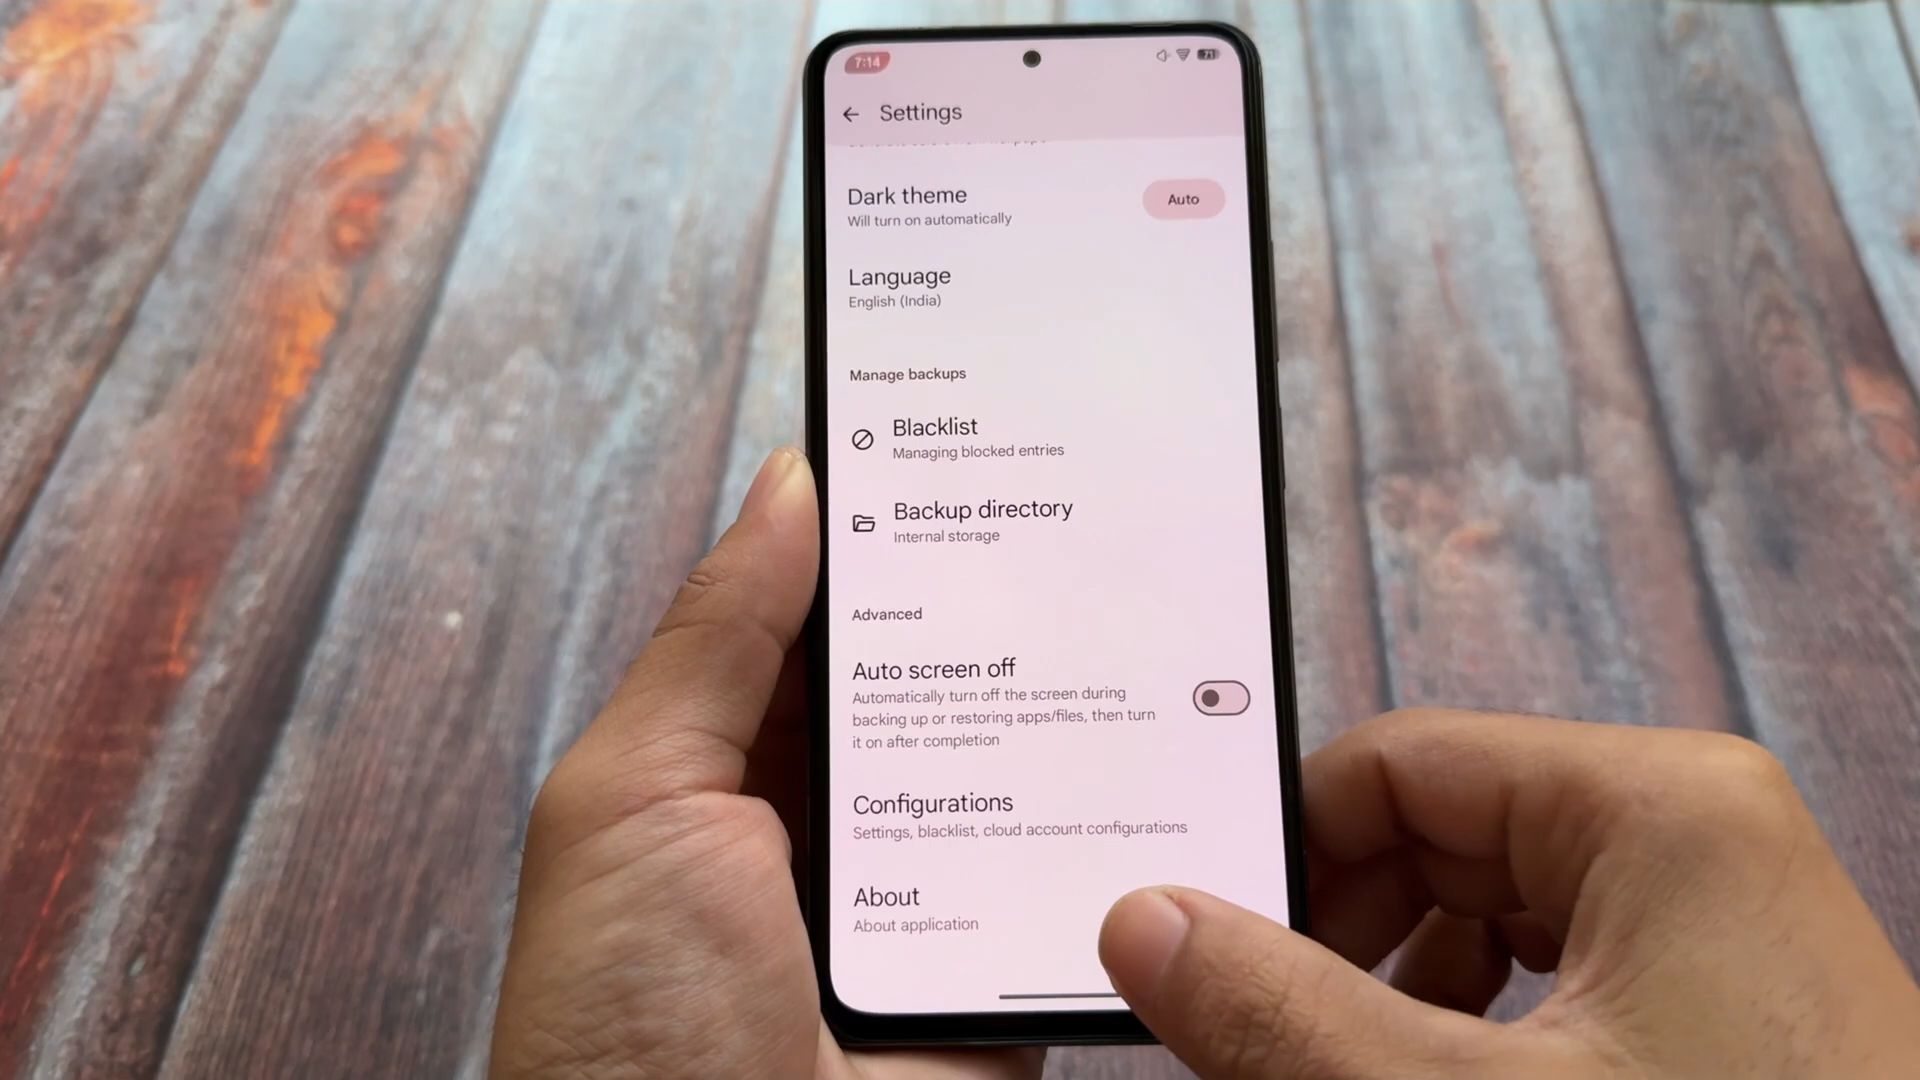 7:14
71
Settings
Dark theme
Will turn on automatically
Auto
Language
English (India)
Manage backups
Blacklist
Managing blocked entries
Backup directory
Internal storage
Advanced
Auto screen off
Automatically turn off the screen during
backing up or restoring apps/files, then turn
it on after completion
Configurations
Settings, blacklist, cloud account configurations
About
About application